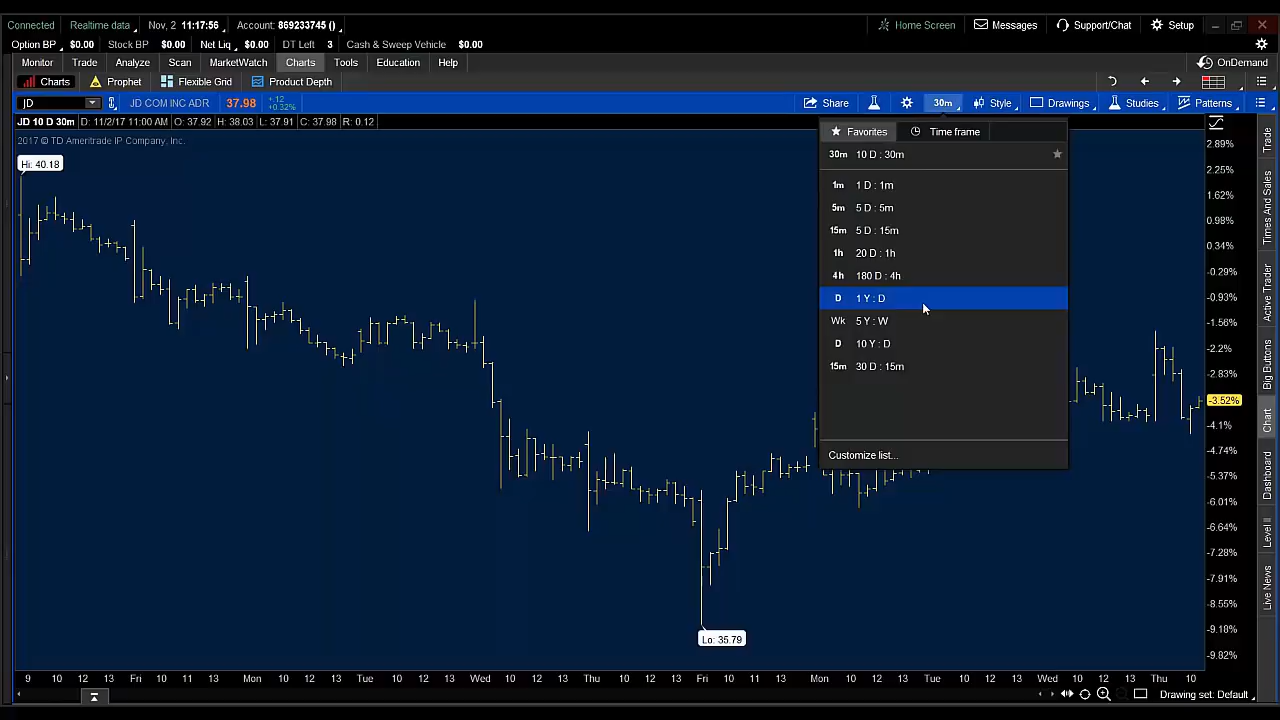 Connected Realtime data Nov, 2 11:17:56 Account: 869233745 () Home Screen Messages Support/Chat Setup
Option BP $0.00 Stock BP $0.00 Net Liq $0.00 DT Left 3 Cash & Sweep Vehicle $0.00
Monitor Trade Analyze Scan MarketWatch Charts Tools Education Help OnDemand
Charts Prophet Flexible Grid Product Depth
JD JD COM INC ADR 37.98 +.12 +0.32% Share 30m Style Drawings Studies Patterns
JD 10 D 30m D: 11/2/17 11:00 AM O: 37.92 H: 38.03 L: 37.91 C: 37.98 R: 0.12
2017 © TD Ameritrade IP Company, Inc.
Hi: 40.18
Favorites Time frame
30m 10 D : 30m
1m 1 D : 1m
5m 5 D : 5m
15m 5 D : 15m
1h 20 D : 1h
4h 180 D : 4h
D 1 Y : D
Wk 5 Y : W
D 10 Y : D
15m 30 D : 15m
Customize list...
Lo: 35.79
2.89%
2.25%
1.62%
0.98%
0.34%
-0.29%
-0.93%
-1.56%
-2.2%
-2.83%
-3.52%
-4.1%
-4.74%
-5.37%
-6.01%
-6.64%
-7.28%
-7.91%
-8.55%
-9.18%
-9.82%
Trade
Times And Sales
Active Trader
Big Buttons
Chart
Dashboard
Level II
Live News
9 10 12 13 Fri 10 12 13 Mon 10 12 13 Tue 10 12 13 Wed 10 12 13 Thu 10 12 13 Fri 10 12 13 Mon 10 12 13 Tue 10 12 13 Wed 10 12 13 Thu 10
Drawing set: Default